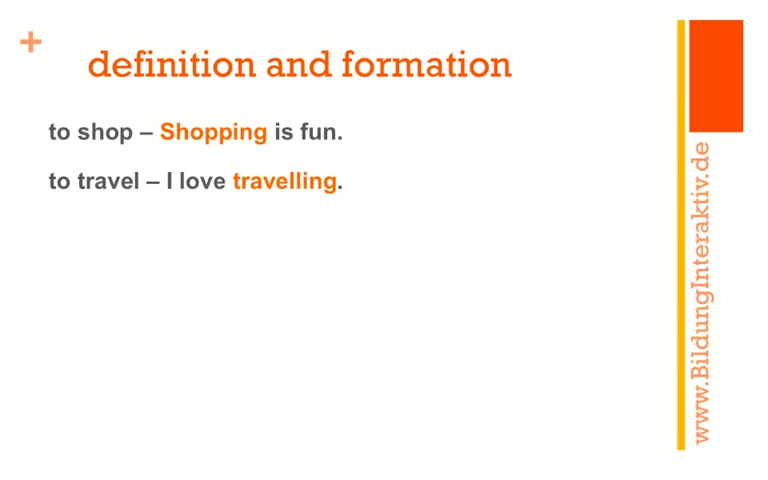 +
definition and formation
to shop – Shopping is fun.
to travel – I love travelling.
www.BildungInteraktiv.de